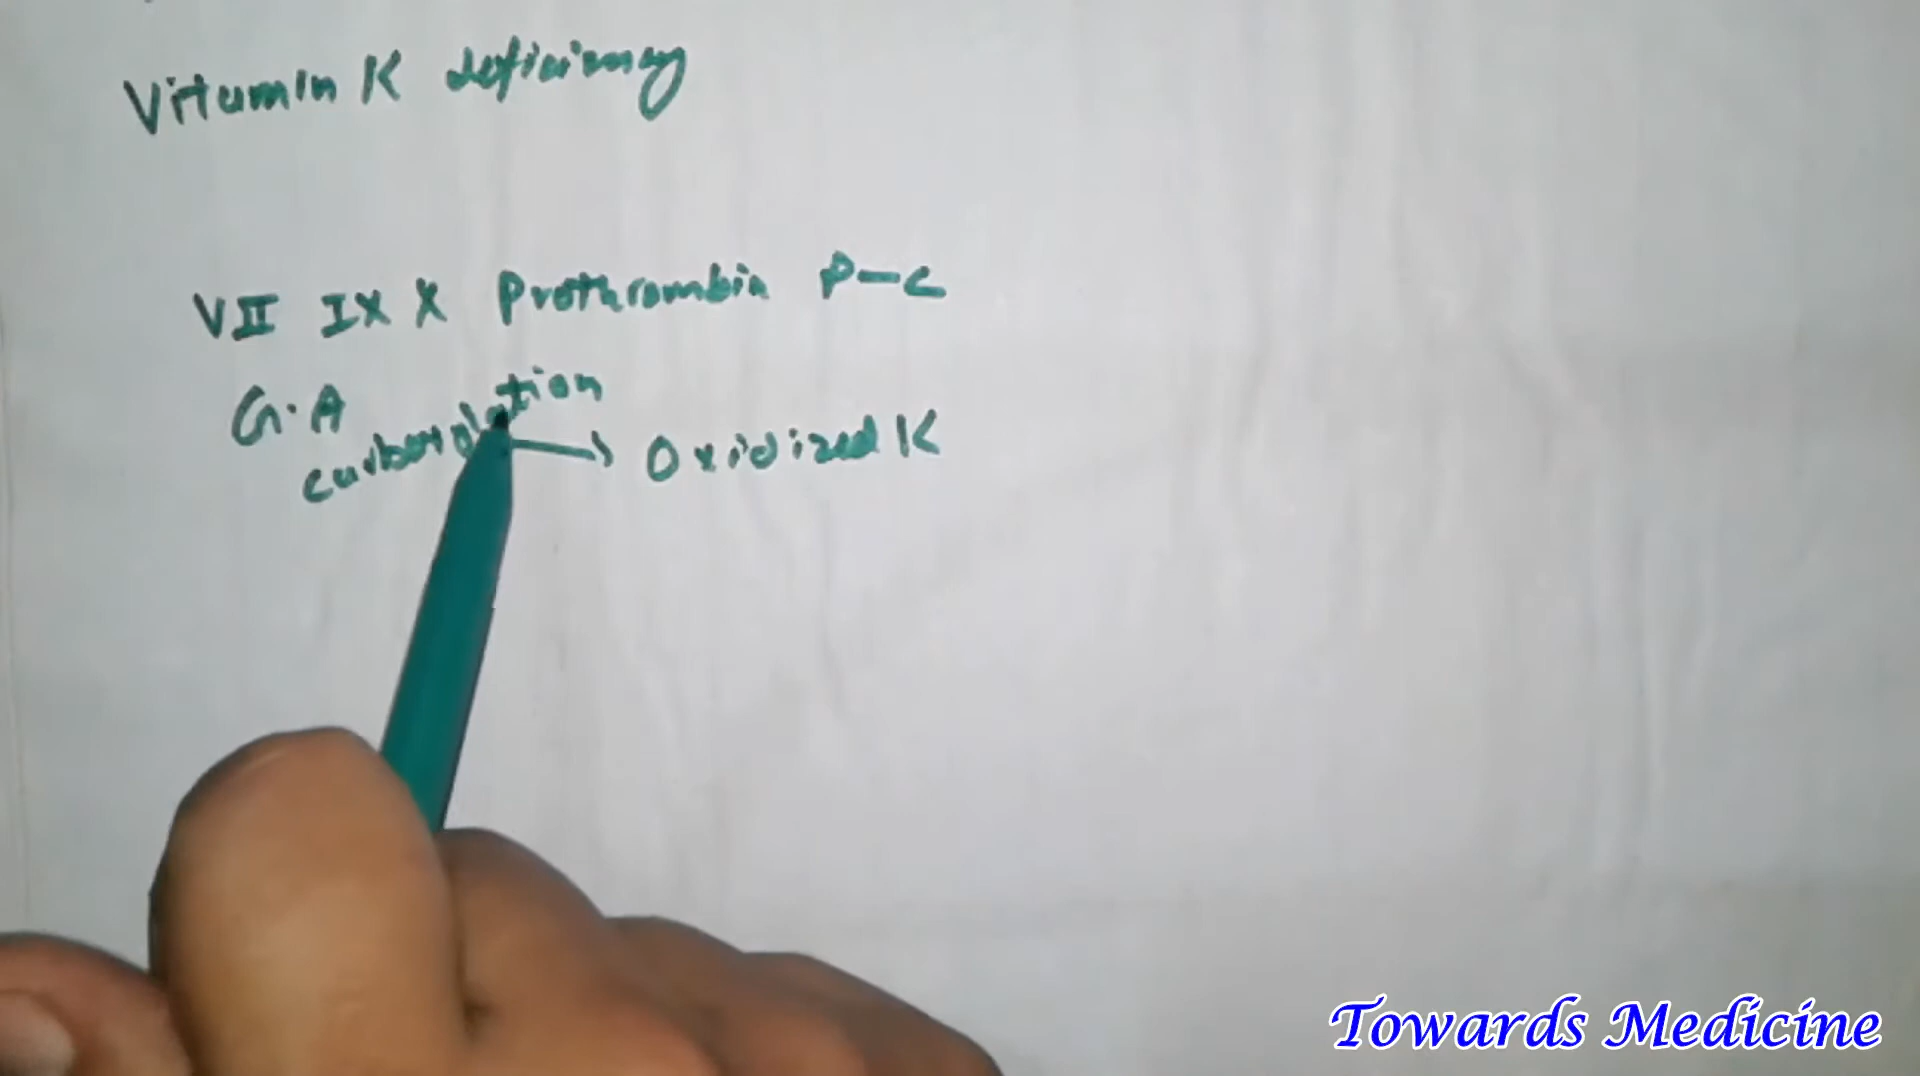 Vitamin K deficiency
VII IX X Prothrombin P-C
G.A
carboxylation
→ Oxidized K
Towards Medicine